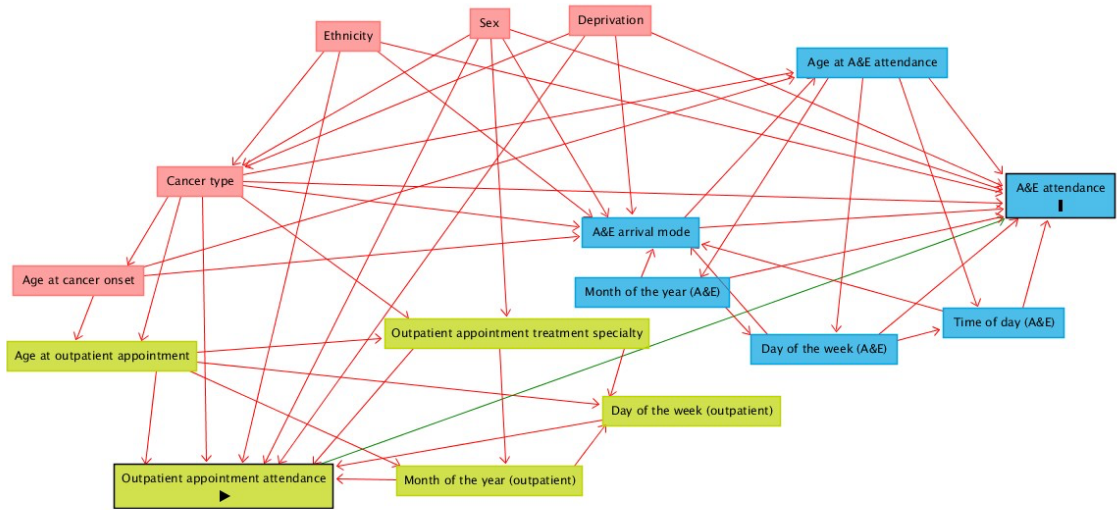 Ethnicity
Sex
Deprivation
Age at A&E attendance
Cancer type
A&E attendance
A&E arrival mode
Age at cancer onset
Month of the year (A&E)
Time of day (A&E)
Outpatient appointment treatment specialty
Day of the week (A&E)
Age at outpatient appointment
Day of the week (outpatient)
Outpatient appointment attendance
Month of the year (outpatient)